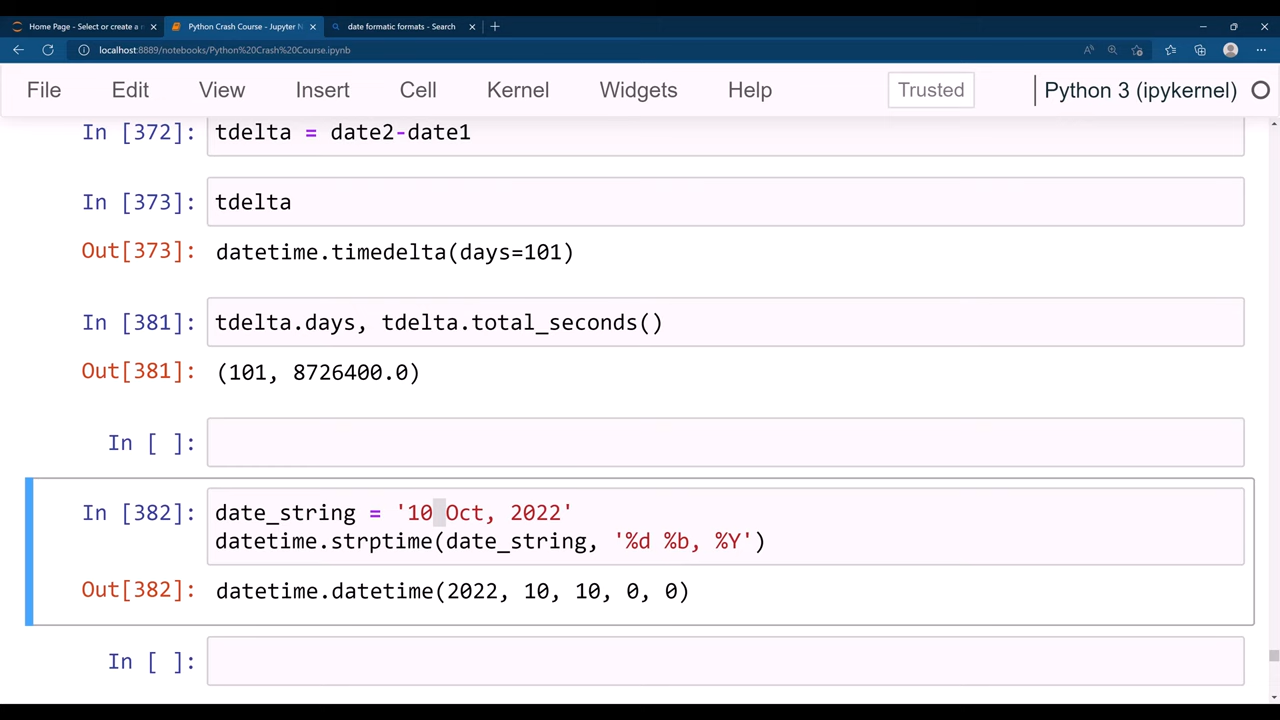 Home Page - Select or create a n
Python Crash Course - Jupyter N
date formatic formats - Search
localhost:8889/notebooks/Python%20Crash%20Course.ipynb
File Edit View Insert Cell Kernel Widgets Help Trusted Python 3 (ipykernel)
In [372]: tdelta = date2-date1
In [373]: tdelta
Out[373]: datetime.timedelta(days=101)
In [381]: tdelta.days, tdelta.total_seconds()
Out[381]: (101, 8726400.0)
In [ ]:
In [382]: date_string = '10 Oct, 2022'
datetime.strptime(date_string, '%d %b, %Y')
Out[382]: datetime.datetime(2022, 10, 10, 0, 0)
In [ ]: